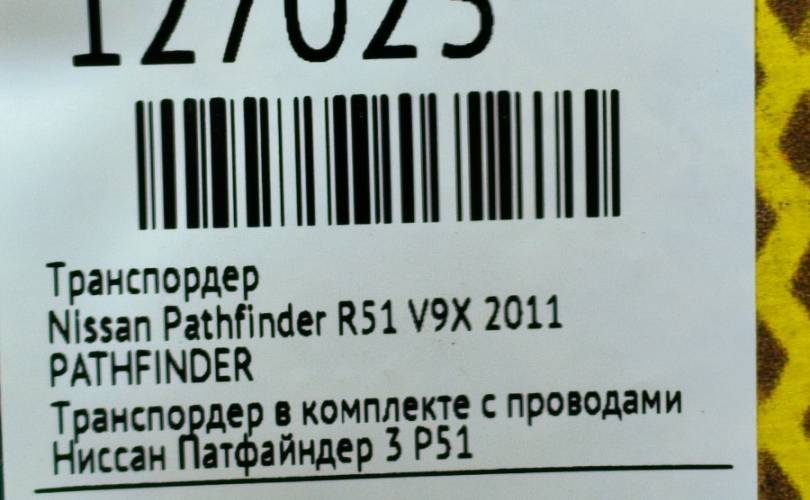 127025
Транспордер
Nissan Pathfinder R51 V9X 2011
PATHFINDER
Транспордер в комплекте с проводами
Ниссан Патфайндер 3 Р51